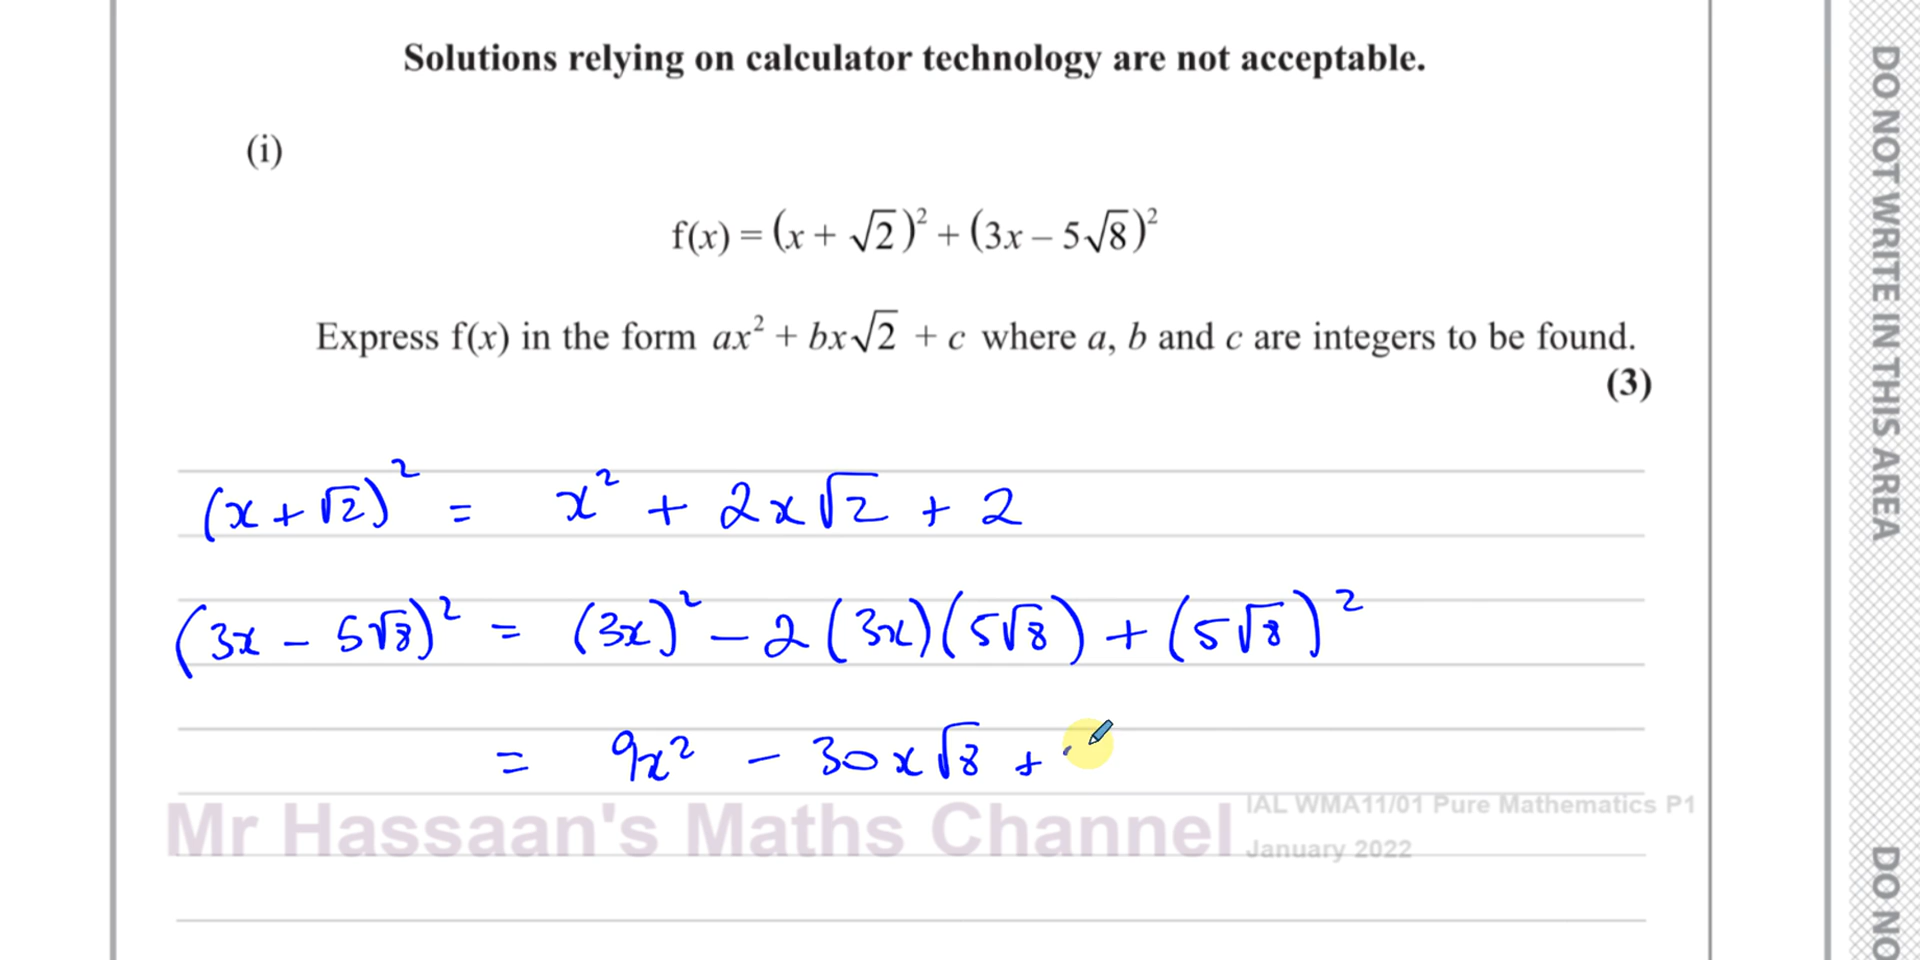 Solutions relying on calculator technology are not acceptable.
(i)
f(x) = (x + √2)² + (3x – 5√8)²
Express f(x) in the form ax² + bx√2 + c where a, b and c are integers to be found.
(3)
(x + √2)² = x² + 2x√2 + 2
(3x – 5√8)² = (3x)² – 2(3x)(5√8) + (5√8)²
= 9x² – 30x√8 +
Mr Hassaan's Maths Channel
IAL WMA11/01 Pure Mathematics P1
January 2022
DO NOT WRITE IN THIS AREA
DO NO